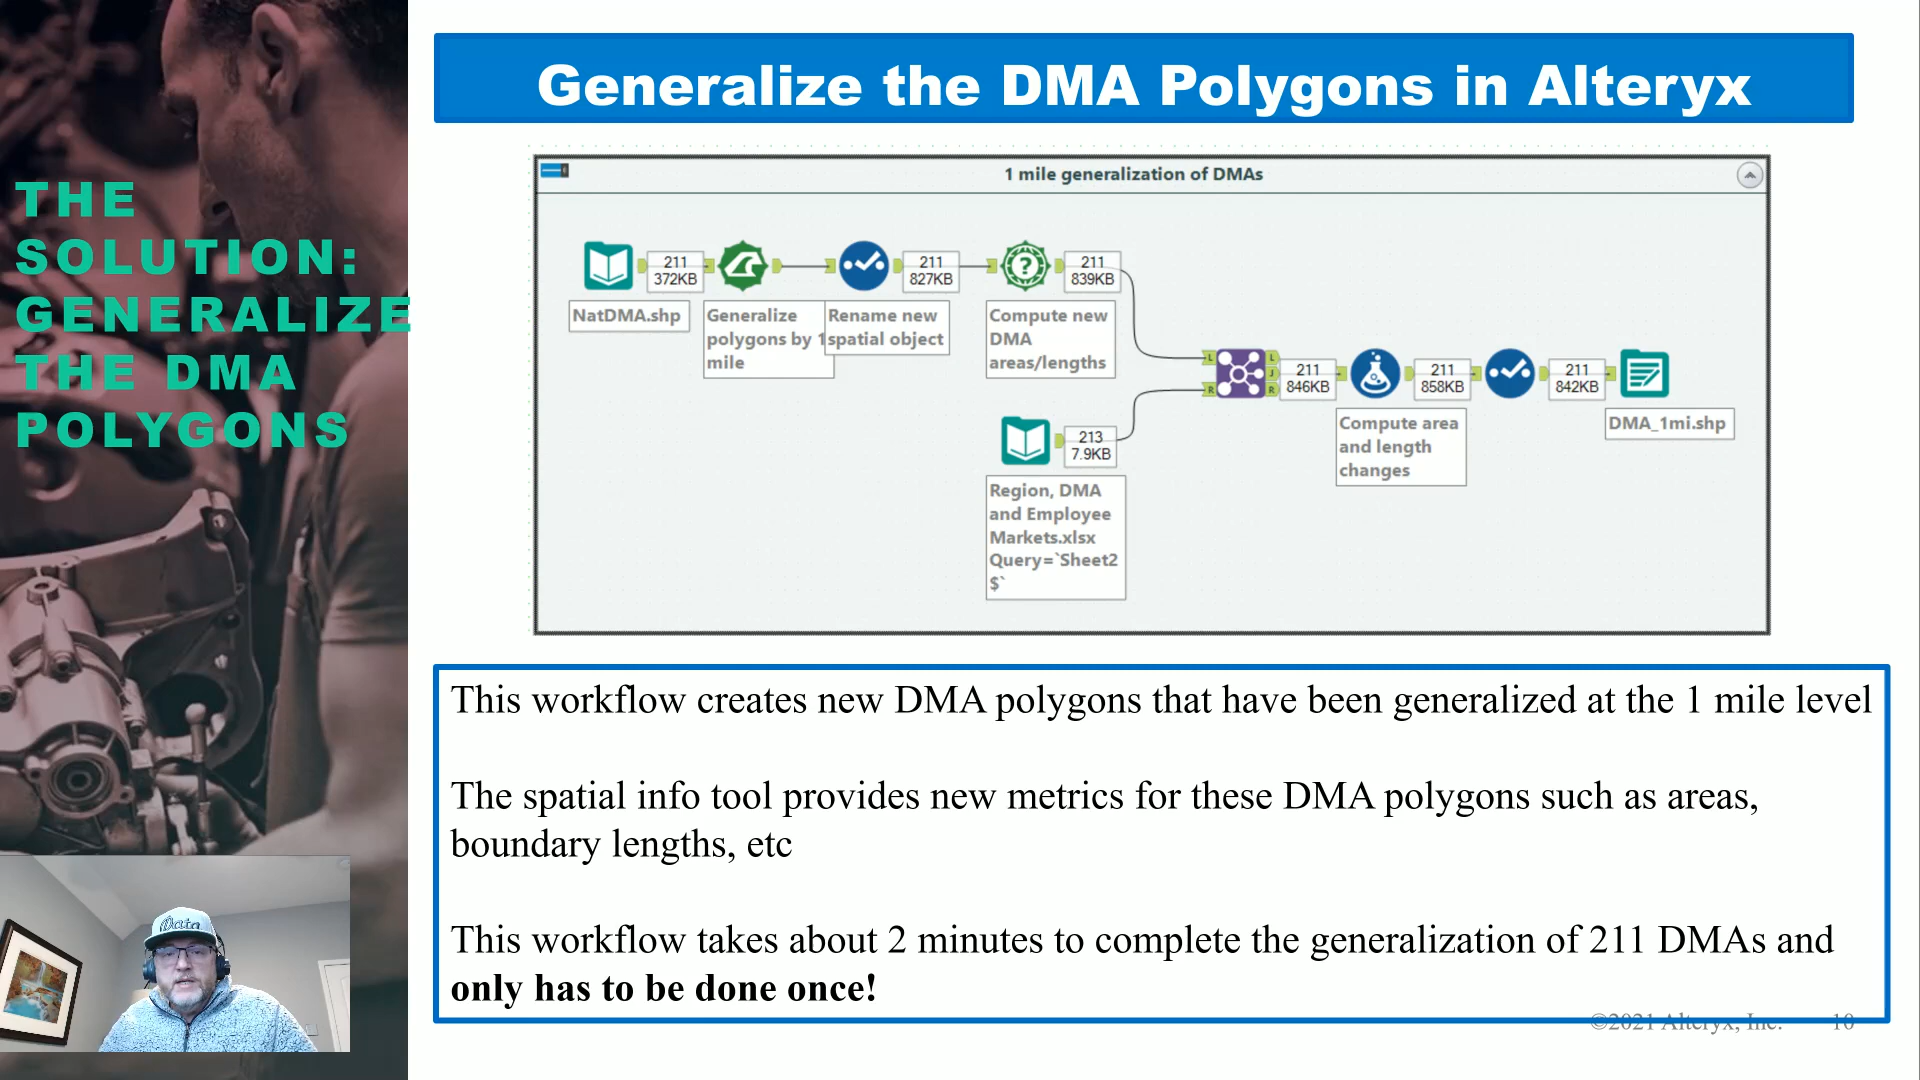 THE
SOLUTION:
GENERALIZE
THE DMA
POLYGONS
Generalize the DMA Polygons in Alteryx
1 mile generalization of DMAs
211
372KB
211
827KB
211
839KB
NatDMA.shp
Generalize
polygons by 1
mile
Rename new
spatial object
Compute new
DMA
areas/lengths
L
R
L
J
R
211
846KB
211
858KB
211
842KB
Compute area
and length
changes
DMA_1mi.shp
213
7.9KB
Region, DMA
and Employee
Markets.xlsx
Query=`Sheet2
$`
This workflow creates new DMA polygons that have been generalized at the 1 mile level
The spatial info tool provides new metrics for these DMA polygons such as areas,
boundary lengths, etc
This workflow takes about 2 minutes to complete the generalization of 211 DMAs and
only has to be done once!
Data
©2021 Alteryx, Inc.
10